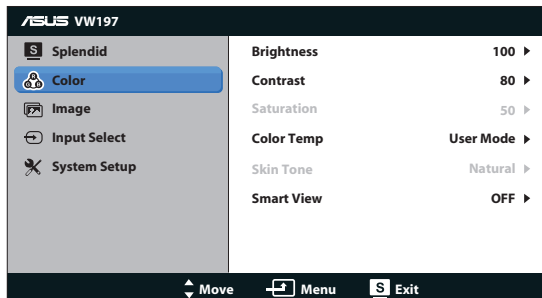 ASUS VW197
S Splendid
Color
Image
Input Select
System Setup
Brightness 100
Contrast 80
Saturation 50
Color Temp User Mode
Skin Tone Natural
Smart View OFF
Move Menu S Exit